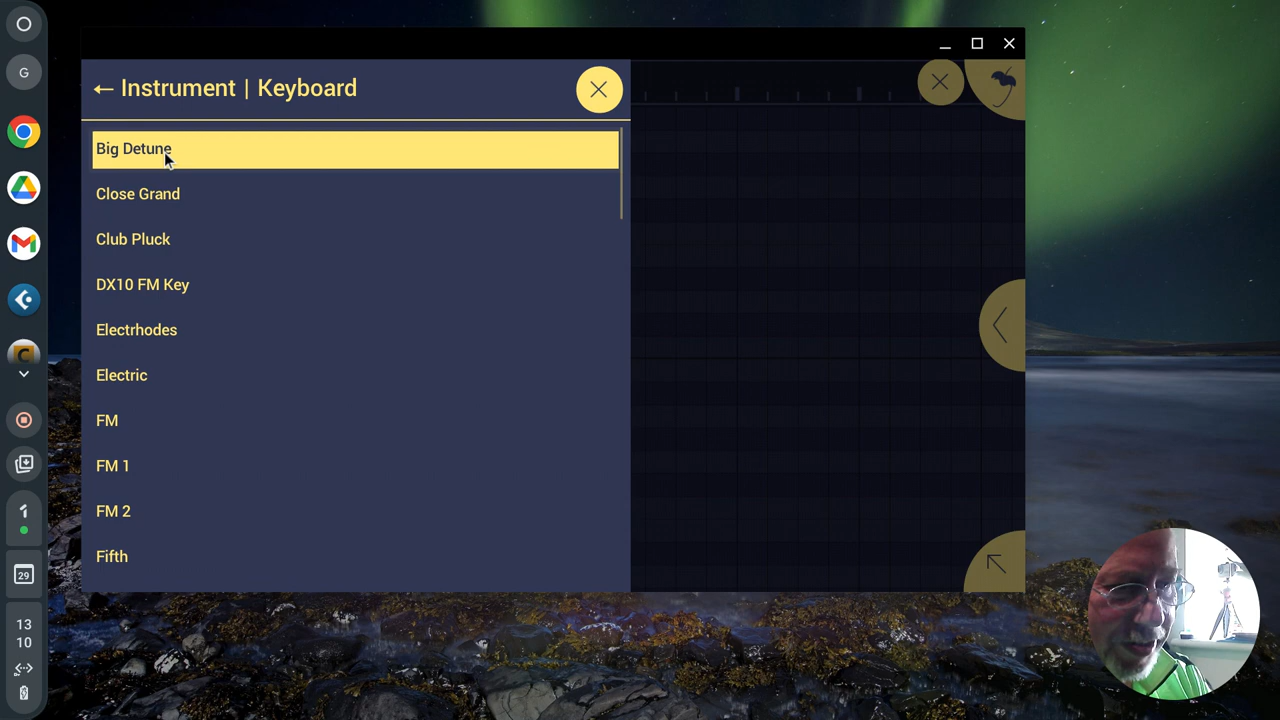 G
← Instrument | Keyboard
Big Detune
Close Grand
Club Pluck
DX10 FM Key
Electrhodes
Electric
FM
FM 1
FM 2
Fifth
C
1
29
13
10